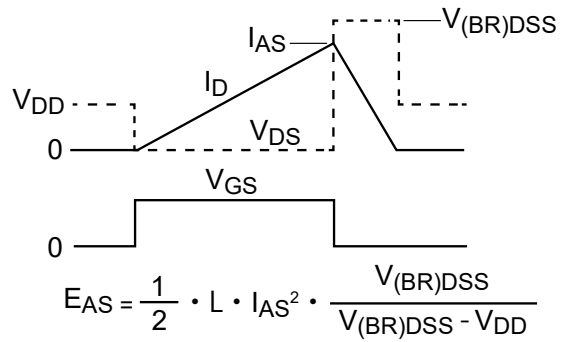 V(BR)DSS
IAS
ID
VDD
VDS
0
VGS
0
EAS = 1/2 • L • IAS² • V(BR)DSS / V(BR)DSS - VDD